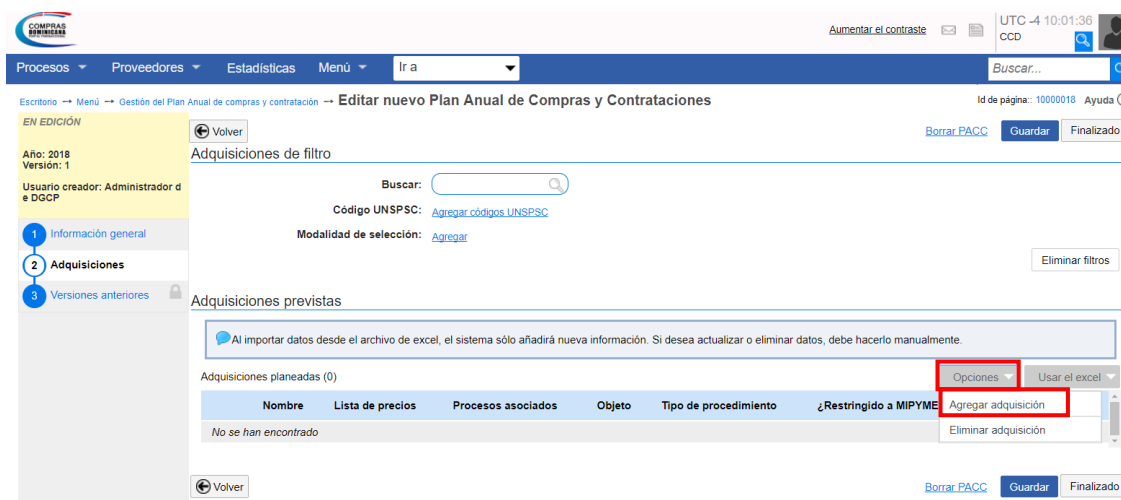 COMPRAS
DOMINICANA
Aumentar el contraste
UTC -4 10:01:36
CCD
Procesos
Proveedores
Estadísticas
Menú
Ir a
Buscar...
Escritorio → Menú → Gestión del Plan Anual de compras y contratación → Editar nuevo Plan Anual de Compras y Contrataciones
Id de página:: 10000018 Ayuda
EN EDICIÓN
Año: 2018
Versión: 1
Usuario creador: Administrador d
e DGCP
1 Información general
2 Adquisiciones
3 Versiones anteriores
Volver
Borrar PACC Guardar Finalizado
Adquisiciones de filtro
Buscar:
Código UNSPSC: Agregar códigos UNSPSC
Modalidad de selección: Agregar
Eliminar filtros
Adquisiciones previstas
Al importar datos desde el archivo de excel, el sistema sólo añadirá nueva información. Si desea actualizar o eliminar datos, debe hacerlo manualmente.
Adquisiciones planeadas (0)
Opciones Usar el excel
Nombre Lista de precios Procesos asociados Objeto Tipo de procedimiento ¿Restringido a MIPYME
Agregar adquisición
No se han encontrado
Eliminar adquisición
Volver
Borrar PACC Guardar Finalizado